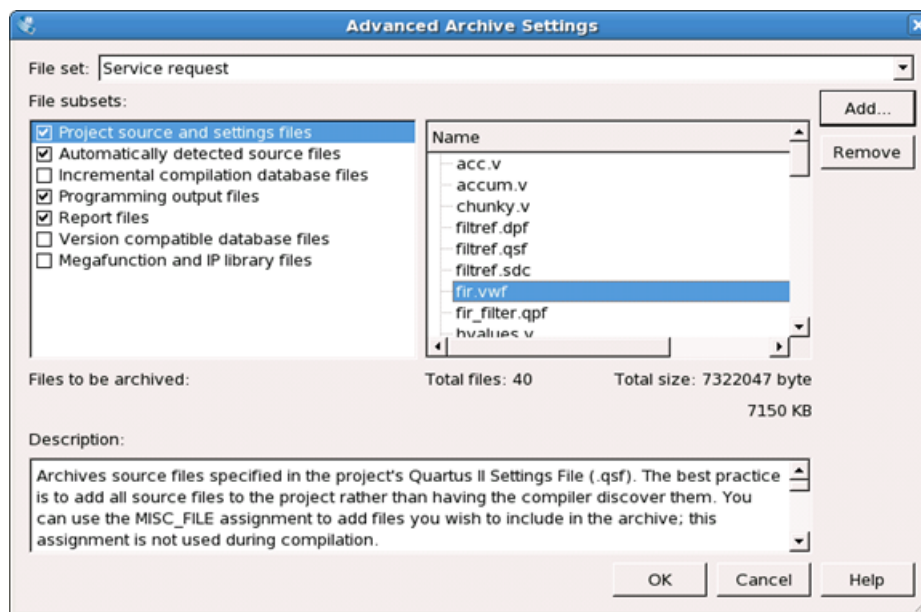 Advanced Archive Settings
File set: Service request
File subsets:
Add...
Remove
Project source and settings files
Automatically detected source files
Incremental compilation database files
Programming output files
Report files
Version compatible database files
Megafunction and IP library files
Name
acc.v
accum.v
chunky.v
filtref.dpf
filtref.qsf
filtref.sdc
fir.vwf
fir_filter.qpf
hvalues.v
Files to be archived:
Total files: 40
Total size: 7322047 byte
7150 KB
Description:
Archives source files specified in the project's Quartus II Settings File (.qsf). The best practice
is to add all source files to the project rather than having the compiler discover them. You
can use the MISC_FILE assignment to add files you wish to include in the archive; this
assignment is not used during compilation.
OK
Cancel
Help